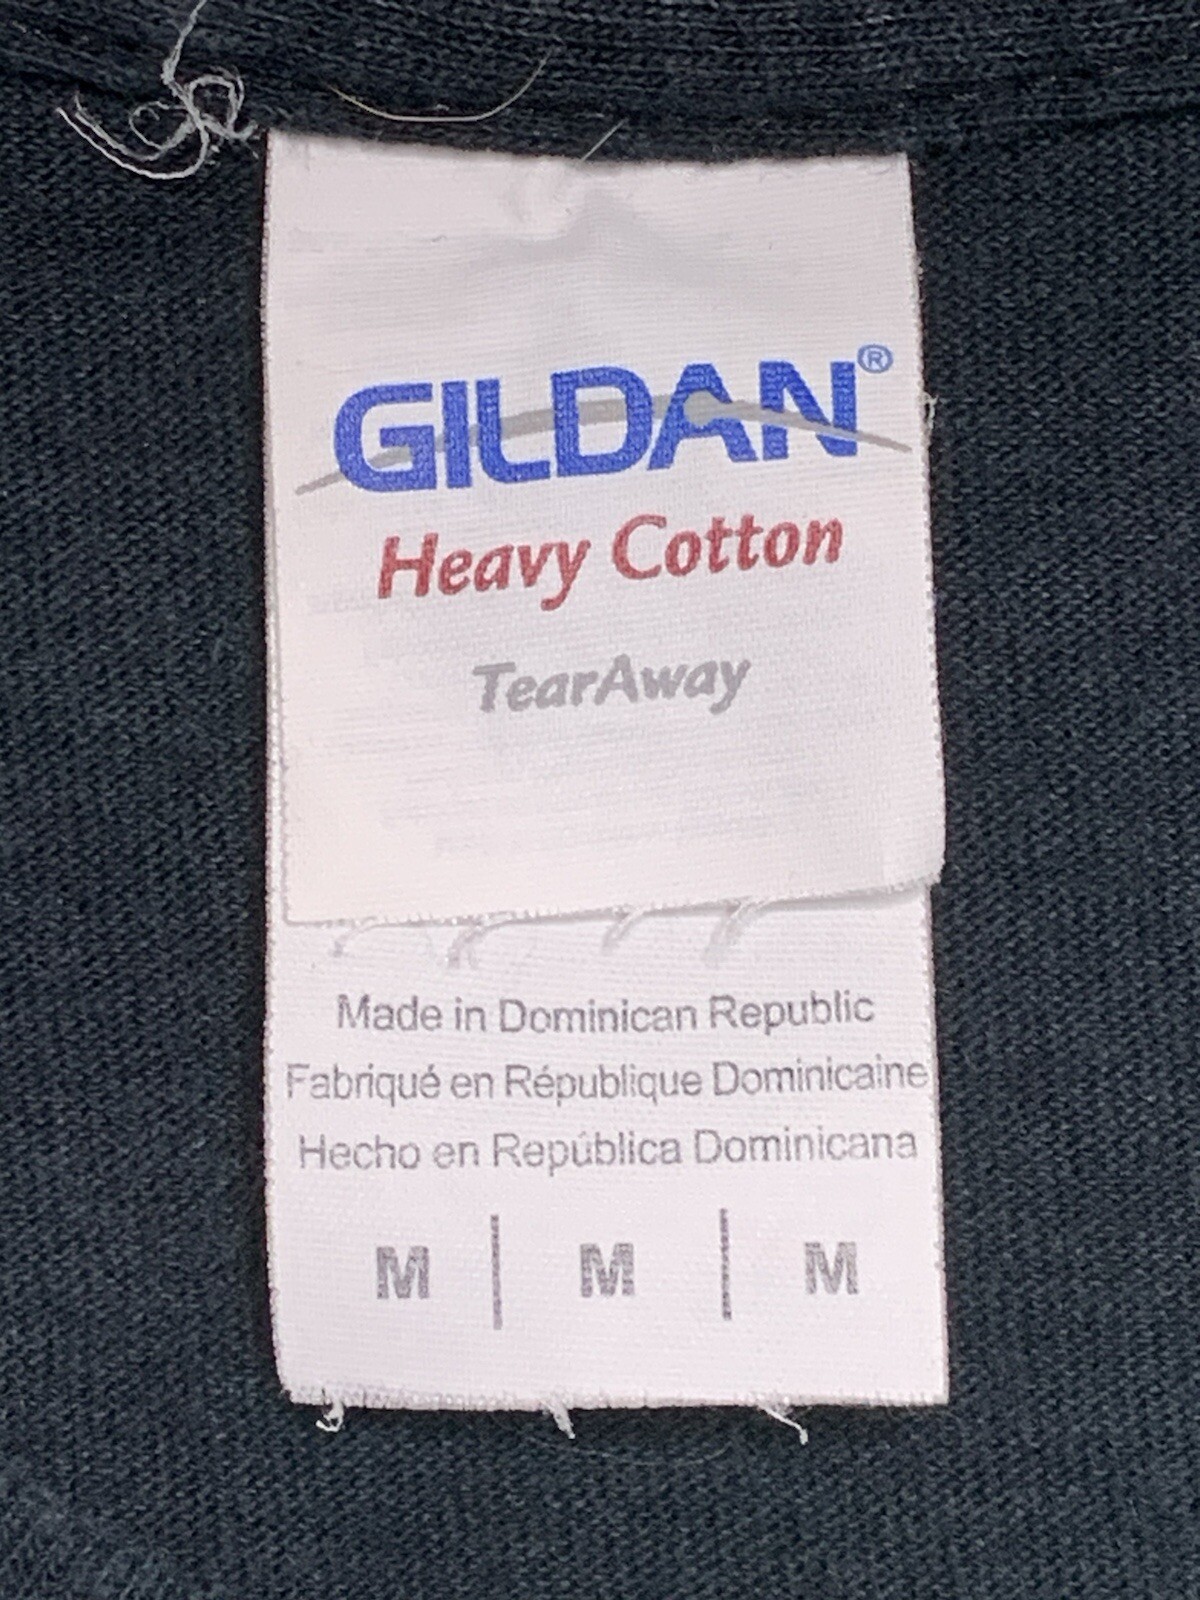 GILDAN®
Heavy Cotton
TearAway
Made in Dominican Republic
Fabriqué en République Dominicaine
Hecho en República Dominicana
M | M | M